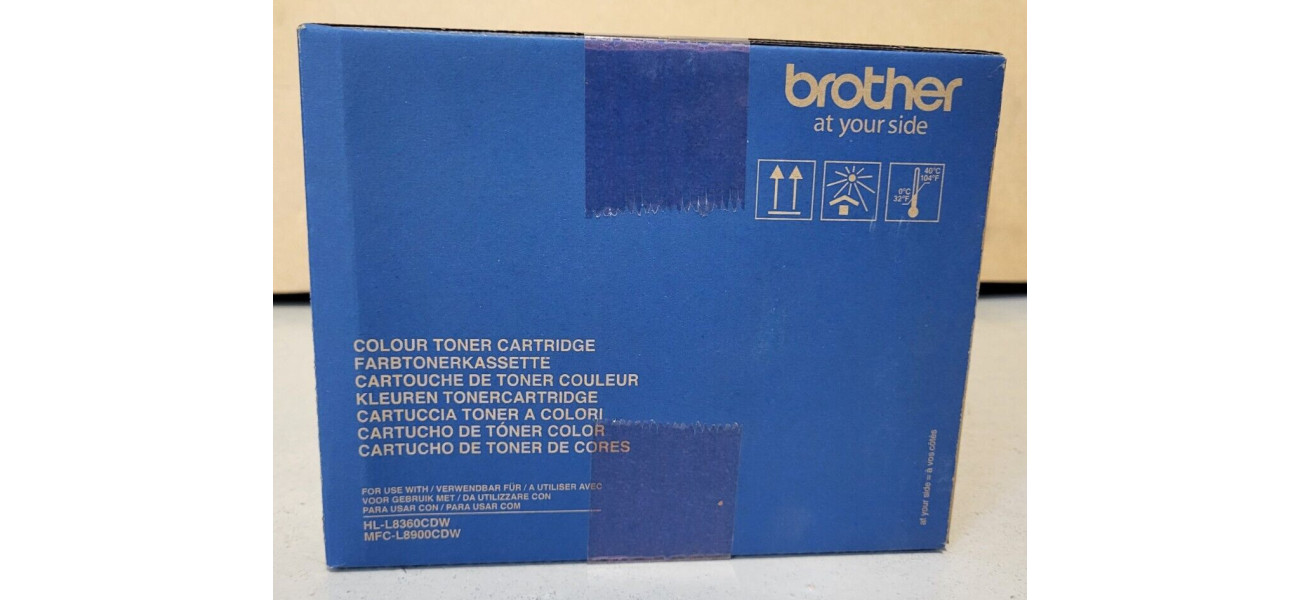 brother
at your side
40°C
104°F
0°C
32°F
COLOUR TONER CARTRIDGE
FARBTONERKASSETTE
CARTOUCHE DE TONER COULEUR
KLEUREN TONERCARTRIDGE
CARTUCCIA TONER A COLORI
CARTUCHO DE TÓNER COLOR
CARTUCHO DE TONER DE CORES
FOR USE WITH / VERWENDBAR FÜR / A UTILISER AVEC
VOOR GEBRUIK MET / DA UTILIZZARE CON
PARA USAR CON / PARA USAR COM
HL-L8360CDW
MFC-L8900CDW
at your side = à vos côtés